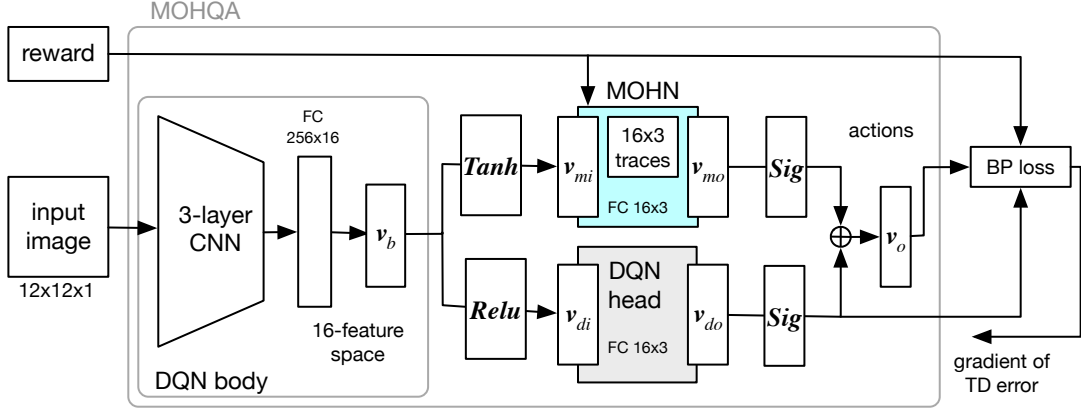 MOHQA
reward
input
image
12x12x1
3-layer
CNN
FC
256x16
v_b
16-feature
space
DQN body
Tanh
Relu
MOHN
v_mi
16x3
traces
FC 16x3
v_mo
Sig
v_di
DQN
head
FC 16x3
v_do
Sig
actions
v_o
BP loss
gradient of
TD error